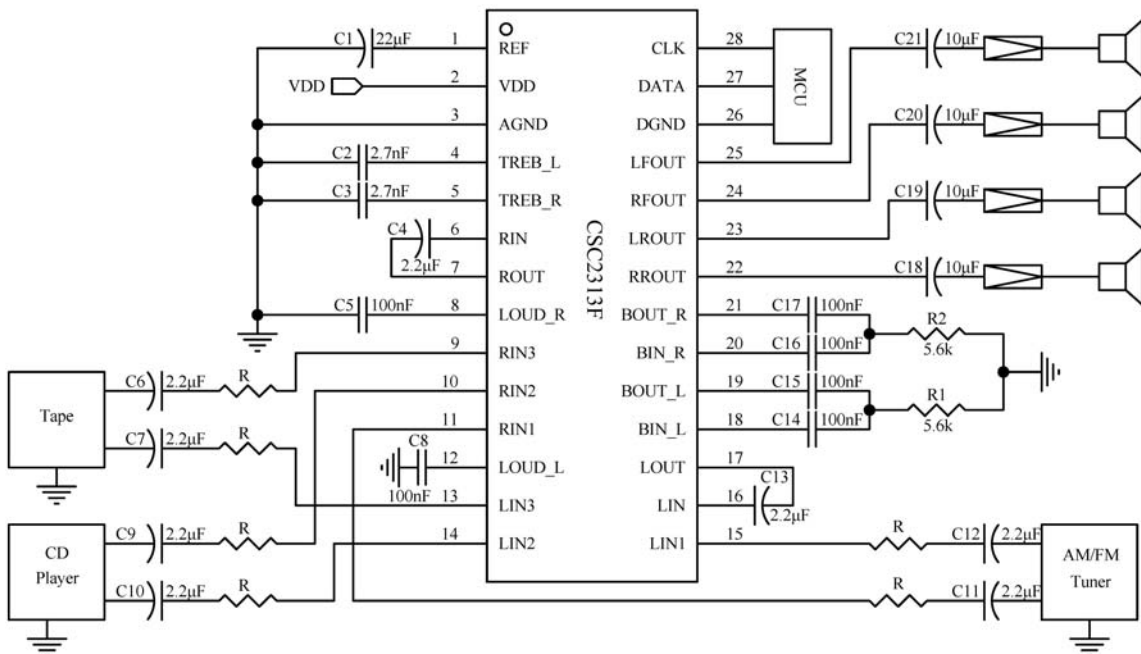 C1 22μF 1 REF
VDD 2 VDD
3 AGND
C2 2.7nF 4 TREB_L
C3 2.7nF 5 TREB_R
C4 6 RIN
2.2μF 7 ROUT
C5 100nF 8 LOUD_R
9 RIN3
10 RIN2
11 RIN1
C8 12 LOUD_L
100nF 13 LIN3
14 LIN2
CSC2313F
CLK 28
DATA 27
DGND 26
MCU
LFOUT 25
RFOUT 24
LROUT 23
RROUT 22
BOUT_R 21 C17 100nF
BIN_R 20 C16 100nF
BOUT_L 19 C15 100nF
BIN_L 18 C14 100nF
LOUT 17
LIN 16 C13
2.2μF
LIN1 15
C21 10μF
C20 10μF
C19 10μF
C18 10μF
R2
5.6k
R1
5.6k
Tape
C6 2.2μF R
C7 2.2μF R
CD
Player
C9 2.2μF R
C10 2.2μF R
R C12 2.2μF
R C11 2.2μF
AM/FM
Tuner